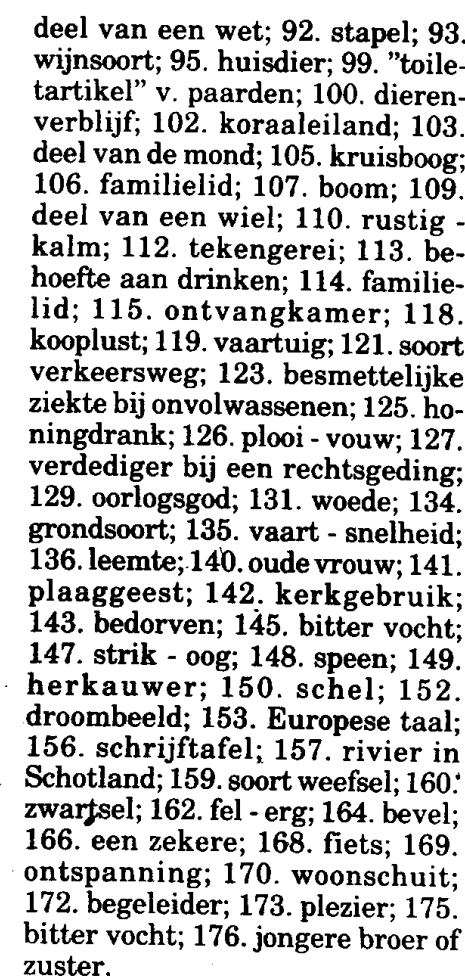 deel van een wet; 92. stapel; 93.
wijnsoort; 95. huisdier; 99. "toile-
tartikel" v. paarden; 100. dieren-
verblijf; 102. koraaleiland; 103.
deel van de mond; 105. kruisboog;
106. familielid; 107. boom; 109.
deel van een wiel; 110. rustig -
kalm; 112. tekengerei; 113. be-
hoefte aan drinken; 114. familie-
lid; 115. ontvangkamer; 118.
kooplust; 119. vaartuig; 121. soort
verkeersweg; 123. besmettelijke
ziekte bij onvolwassenen; 125. ho-
ningdrank; 126. plooi - vouw; 127.
verdediger bij een rechtsgeding;
129. oorlogsgod; 131. woede; 134.
grondsoort; 135. vaart - snelheid;
136. leemte; 140. oude vrouw; 141.
plaaggeest; 142. kerkgebruik;
143. bedorven; 145. bitter vocht;
147. strik - oog; 148. speen; 149.
herkauwer; 150. schel; 152.
droombeeld; 153. Europese taal;
156. schrijftafel; 157. rivier in
Schotland; 159. soort weefsel; 160.
zwartsel; 162. fel - erg; 164. bevel;
166. een zekere; 168. fiets; 169.
ontspanning; 170. woonschuit;
172. begeleider; 173. plezier; 175.
bitter vocht; 176. jongere broer of
zuster.